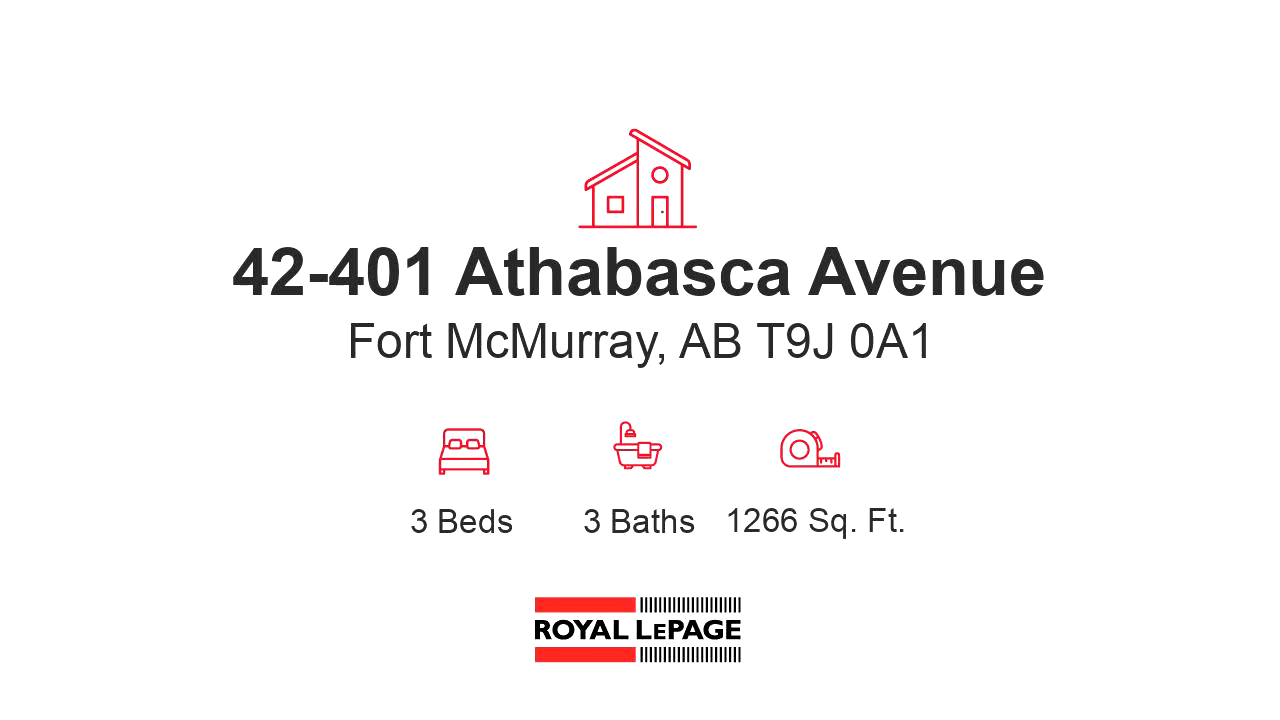 42-401 Athabasca Avenue
Fort McMurray, AB T9J 0A1
3 Beds 3 Baths 1266 Sq. Ft.
ROYAL LEPAGE